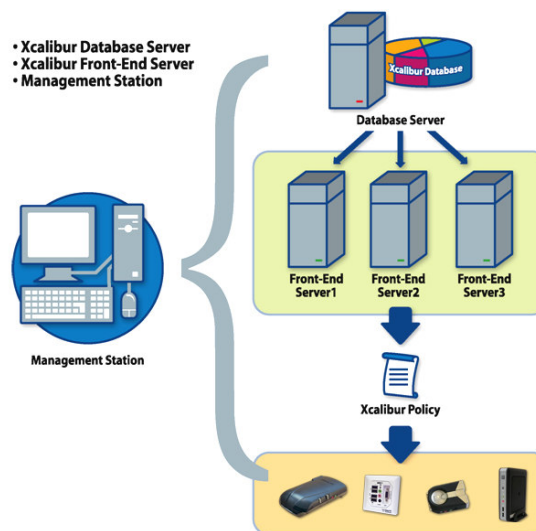 • Xcalibur Database Server
• Xcalibur Front-End Server
• Management Station
Xcalibur Database
Database Server
Front-End
Server1
Front-End
Server2
Front-End
Server3
Management Station
Xcalibur Policy